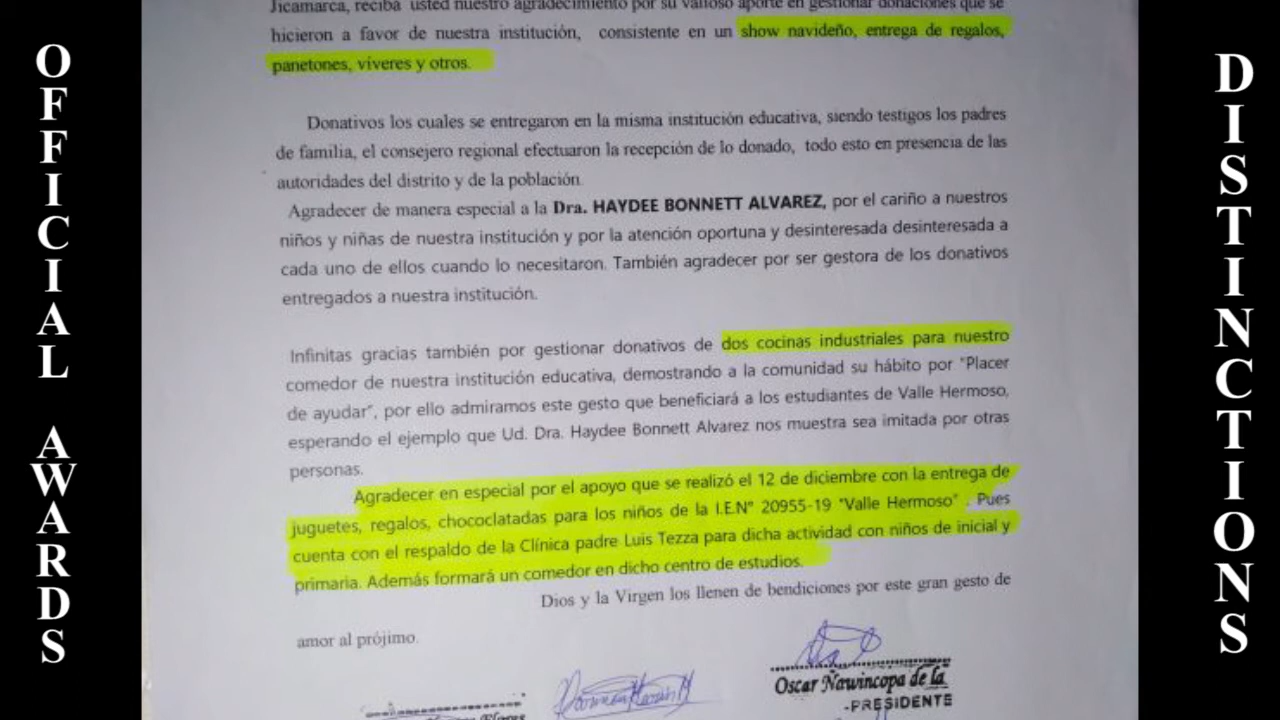 OFFICIAL AWARDS
Jicamarca, reciba usted nuestro agradecimiento por su valioso aporte en gestionar donaciones que se
hicieron a favor de nuestra institución, consistente en un show navideño, entrega de regalos,
panetones, víveres y otros.
Donativos los cuales se entregaron en la misma institución educativa, siendo testigos los padres
de familia, el consejero regional efectuaron la recepción de lo donado, todo esto en presencia de las
autoridades del distrito y de la población
Agradecer de manera especial a la Dra. HAYDEE BONNETT ALVAREZ, por el cariño a nuestros
niños y niñas de nuestra institución y por la atención oportuna y desinteresada desinteresada a
cada uno de ellos cuando lo necesitaron. También agradecer por ser gestora de los donativos
entregados a nuestra institución.
Infinitas gracias también por gestionar donativos de dos cocinas industriales para nuestro
comedor de nuestra institución educativa, demostrando a la comunidad su hábito por "Placer
de ayudar", por ello admiramos este gesto que beneficiará a los estudiantes de Valle Hermoso,
esperando el ejemplo que Ud. Dra. Haydee Bonnett Alvarez nos muestra sea imitada por otras
personas.
Agradecer en especial por el apoyo que se realizó el 12 de diciembre con la entrega de
juguetes, regalos, chococlatadas para los niños de la I.E.N° 20955-19 "Valle Hermoso" . Pues
cuenta con el respaldo de la Clínica padre Luis Tezza para dicha actividad con niños de inicial y
primaria. Además formará un comedor en dicho centro de estudios.
Dios y la Virgen los llenen de bendiciones por este gran gesto de
amor al prójimo.
Oscar Ñawincopa de la
-PRESIDENTE
DISTINCTIONS